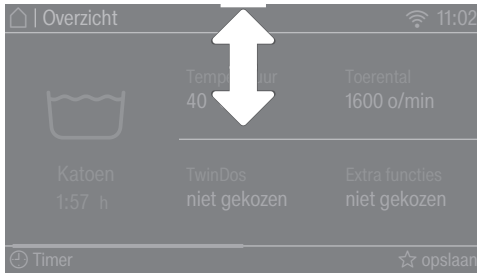 | Overzicht 11:02
Temperatuur Toerental
40 1600 o/min
Katoen TwinDos Extra functies
1:57 h niet gekozen niet gekozen
Timer opslaan